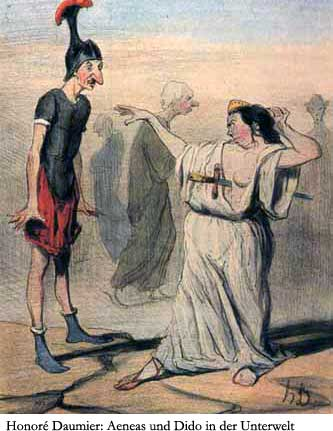 h.D.
Honoré Daumier: Aeneas und Dido in der Unterwelt